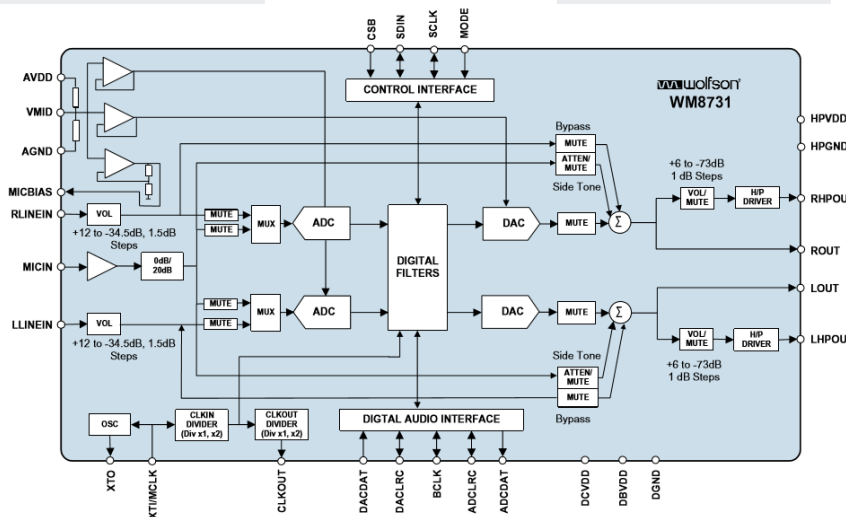 CSB
SDIN
SCLK
MODE
wolfson®
WM8731
AVDD
VMID
AGND
MICBIAS
RLINEIN
MICIN
LLINEIN
CONTROL INTERFACE
HPVDD
HPGND
RHPOU
ROUT
LOUT
LHPOU
Bypass
MUTE
ATTEN/
MUTE
Side Tone
+6 to -73dB
1 dB Steps
VOL/
MUTE
H/P
DRIVER
VOL
+12 to -34.5dB, 1.5dB
Steps
MUTE
MUTE
MUX
ADC
DIGITAL
FILTERS
DAC
MUTE
Σ
0dB/
20dB
MUTE
MUTE
MUX
ADC
DAC
MUTE
Σ
VOL
+12 to -34.5dB, 1.5dB
Steps
VOL/
MUTE
H/P
DRIVER
+6 to -73dB
1 dB Steps
Side Tone
ATTEN/
MUTE
MUTE
Bypass
OSC
CLKIN
DIVIDER
(Div x1, x2)
CLKOUT
DIVIDER
(Div x1, x2)
DIGITAL AUDIO INTERFACE
XTO
XTI/MCLK
CLKOUT
DACDAT
DACLRC
BCLK
ADCLRC
ADCDAT
DCVDD
DBVDD
DGND